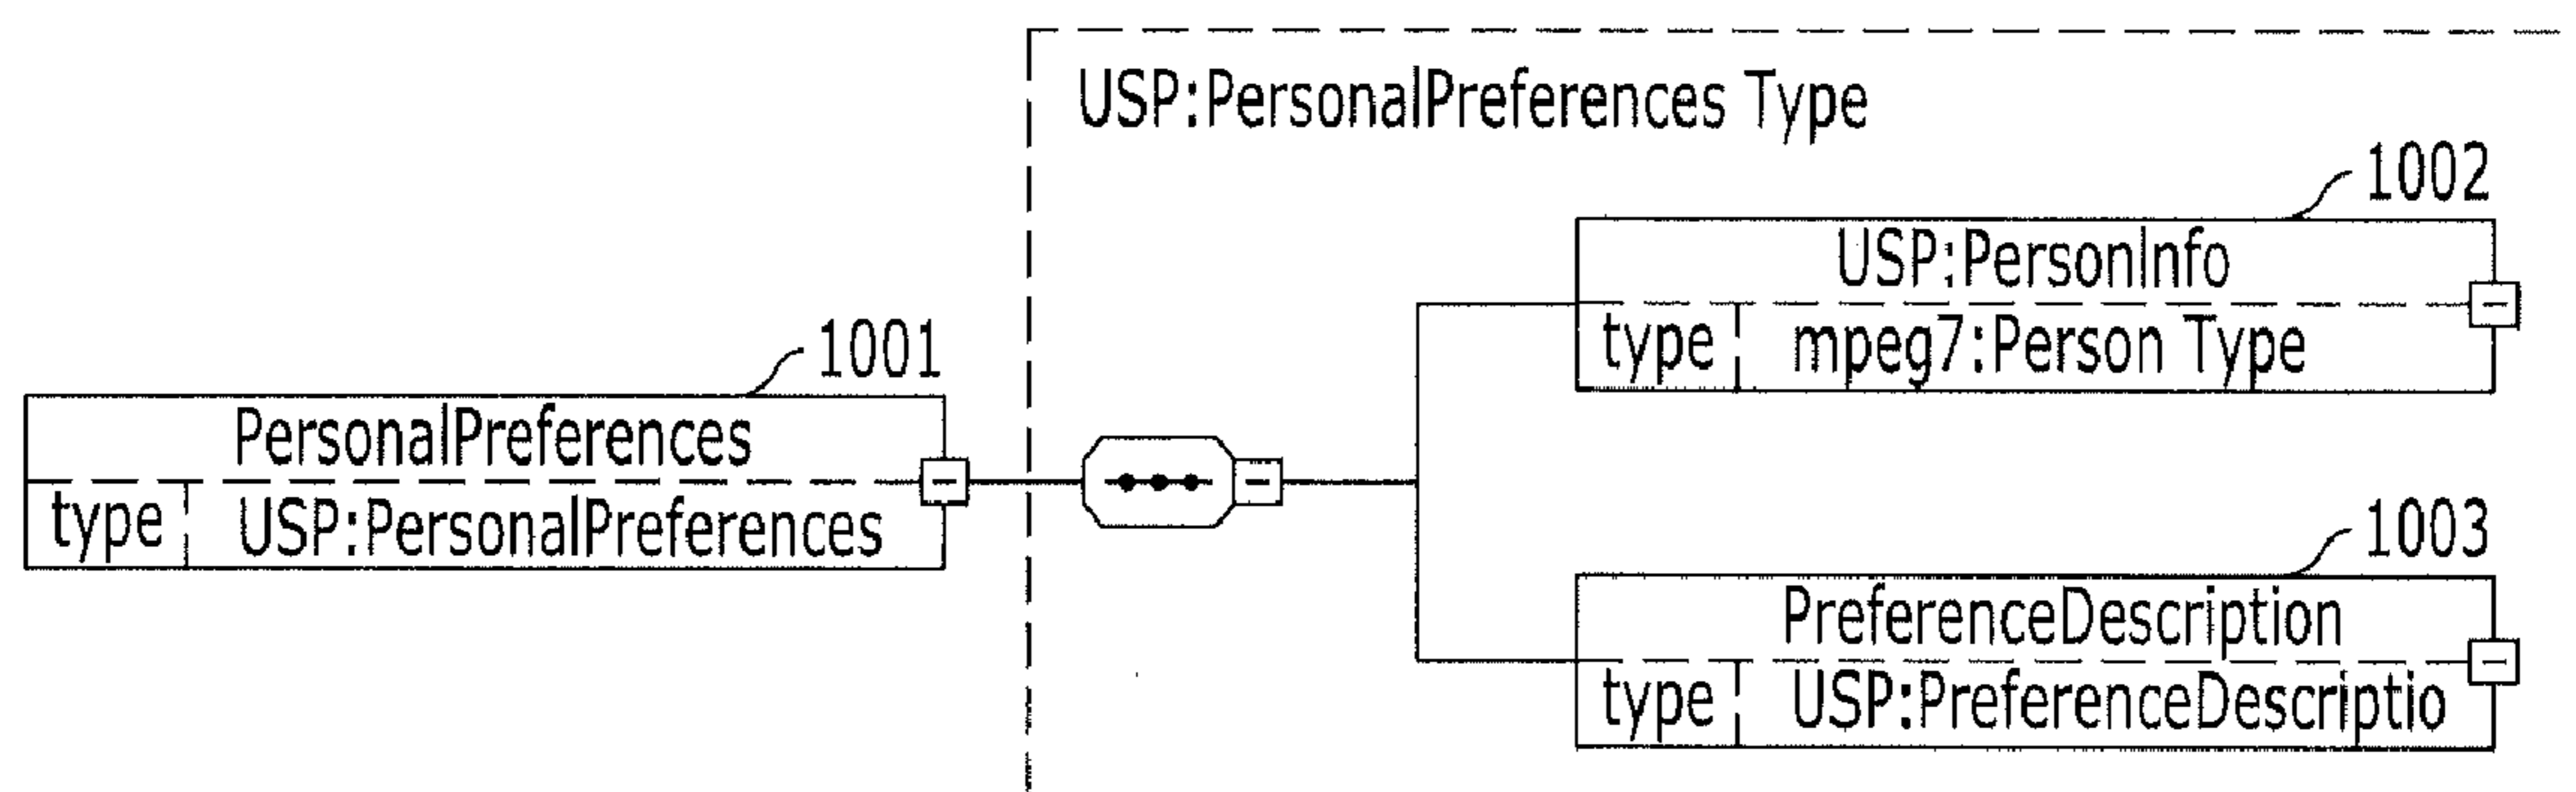 USP:PersonalPreferences Type
1002
USP:PersonInfo
type mpeg7:Person Type
1001
PersonalPreferences
type USP:PersonalPreferences
1003
PreferenceDescription
type USP:PreferenceDescriptio